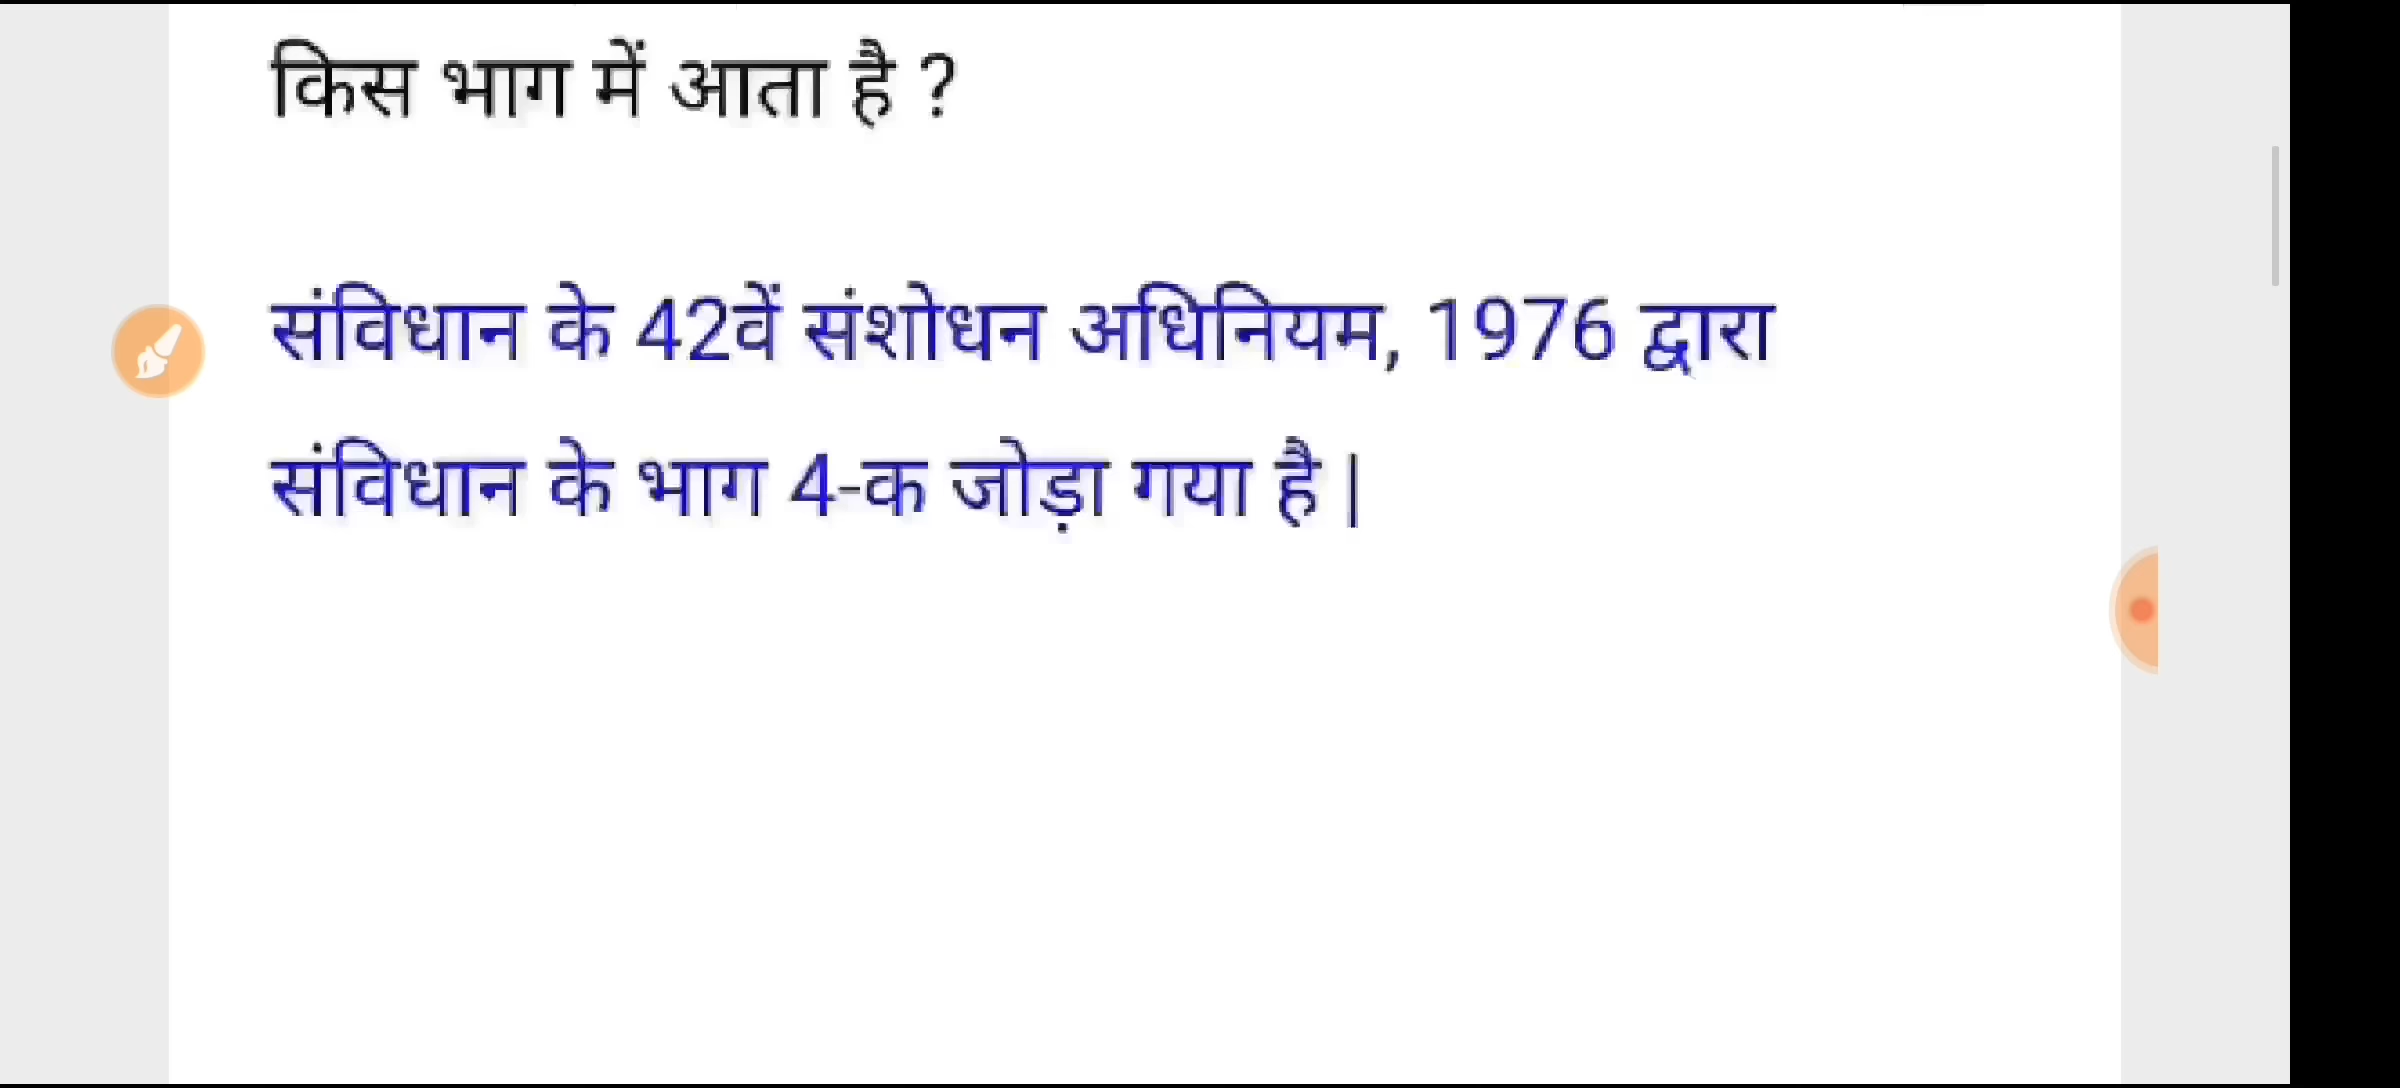 किस भाग में आता है ?
संविधान के 42वें संशोधन अधिनियम, 1976 द्वारा
संविधान के भाग 4-क जोड़ा गया है |